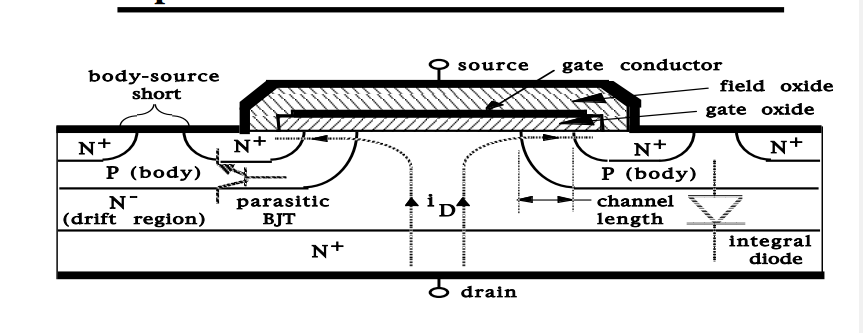 source
gate conductor
body-source
short
field oxide
gate oxide
N+
N+
N+
N+
P (body)
P (body)
N-
(drift region)
parasitic
BJT
iD
channel
length
N+
integral
diode
drain